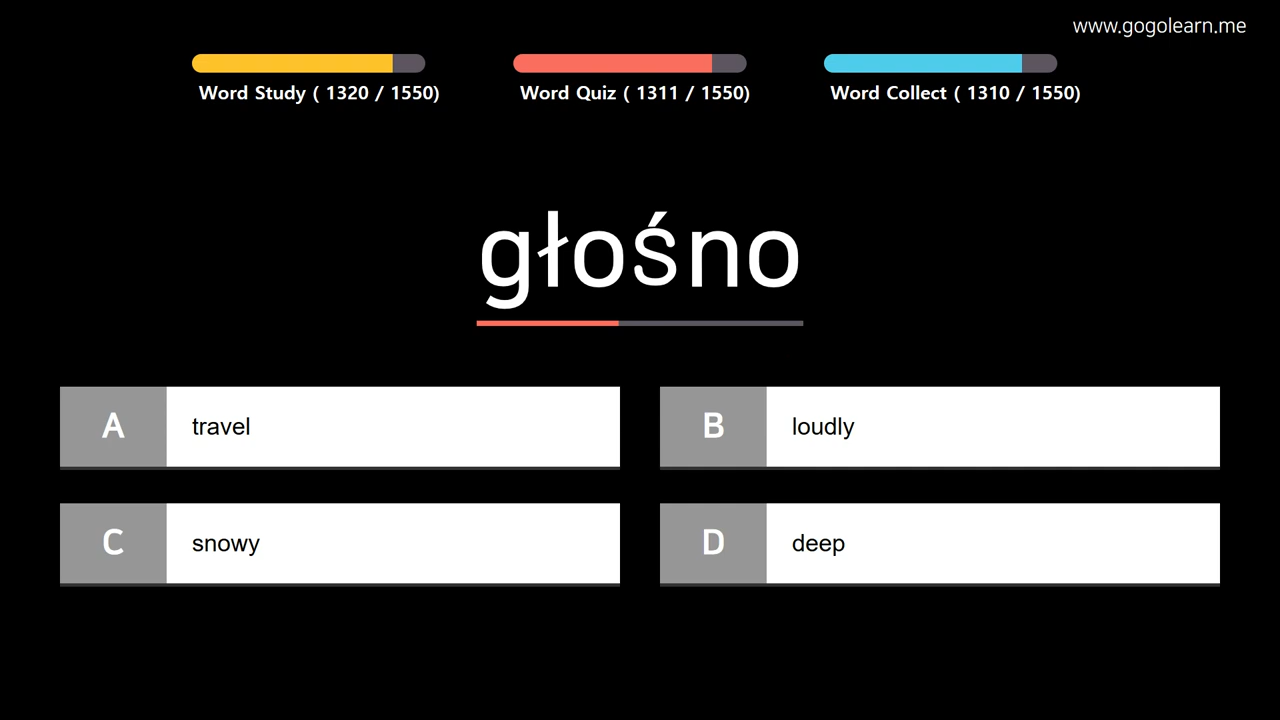 www.gogolearn.me
Word Study ( 1320 / 1550)
Word Quiz ( 1311 / 1550)
Word Collect ( 1310 / 1550)
głośno
A travel
B loudly
C snowy
D deep